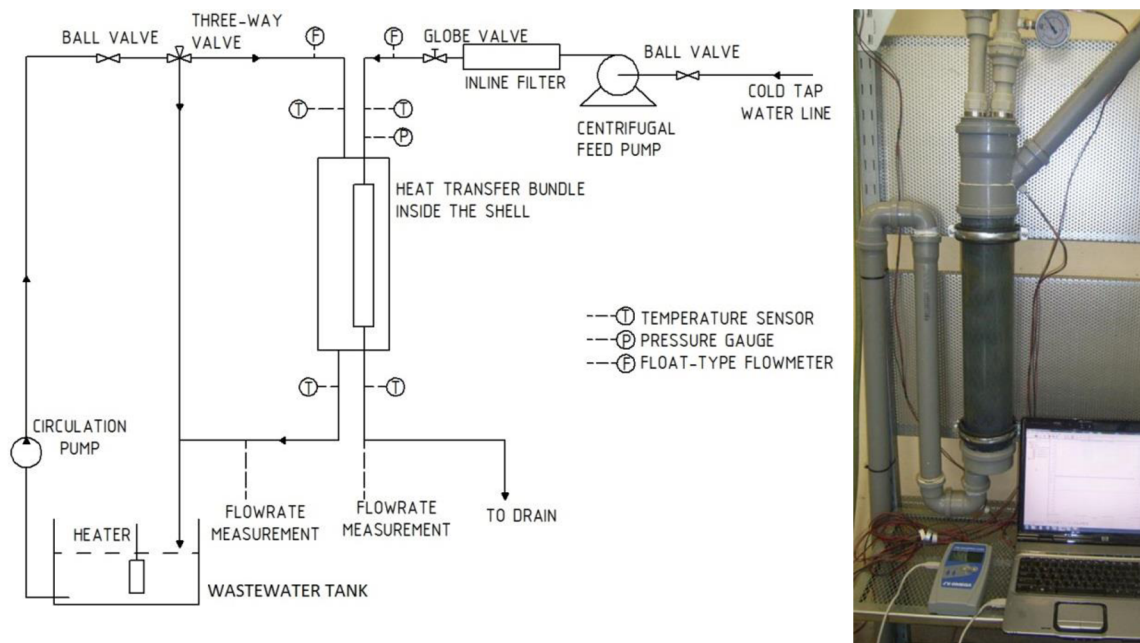 THREE-WAY
VALVE
BALL VALVE
F
F
GLOBE VALVE
INLINE FILTER
BALL VALVE
COLD TAP
WATER LINE
CENTRIFUGAL
FEED PUMP
T
T
P
HEAT TRANSFER BUNDLE
INSIDE THE SHELL
T TEMPERATURE SENSOR
P PRESSURE GAUGE
F FLOAT-TYPE FLOWMETER
T
T
CIRCULATION
PUMP
FLOWRATE
MEASUREMENT
FLOWRATE
MEASUREMENT
TO DRAIN
HEATER
WASTEWATER TANK